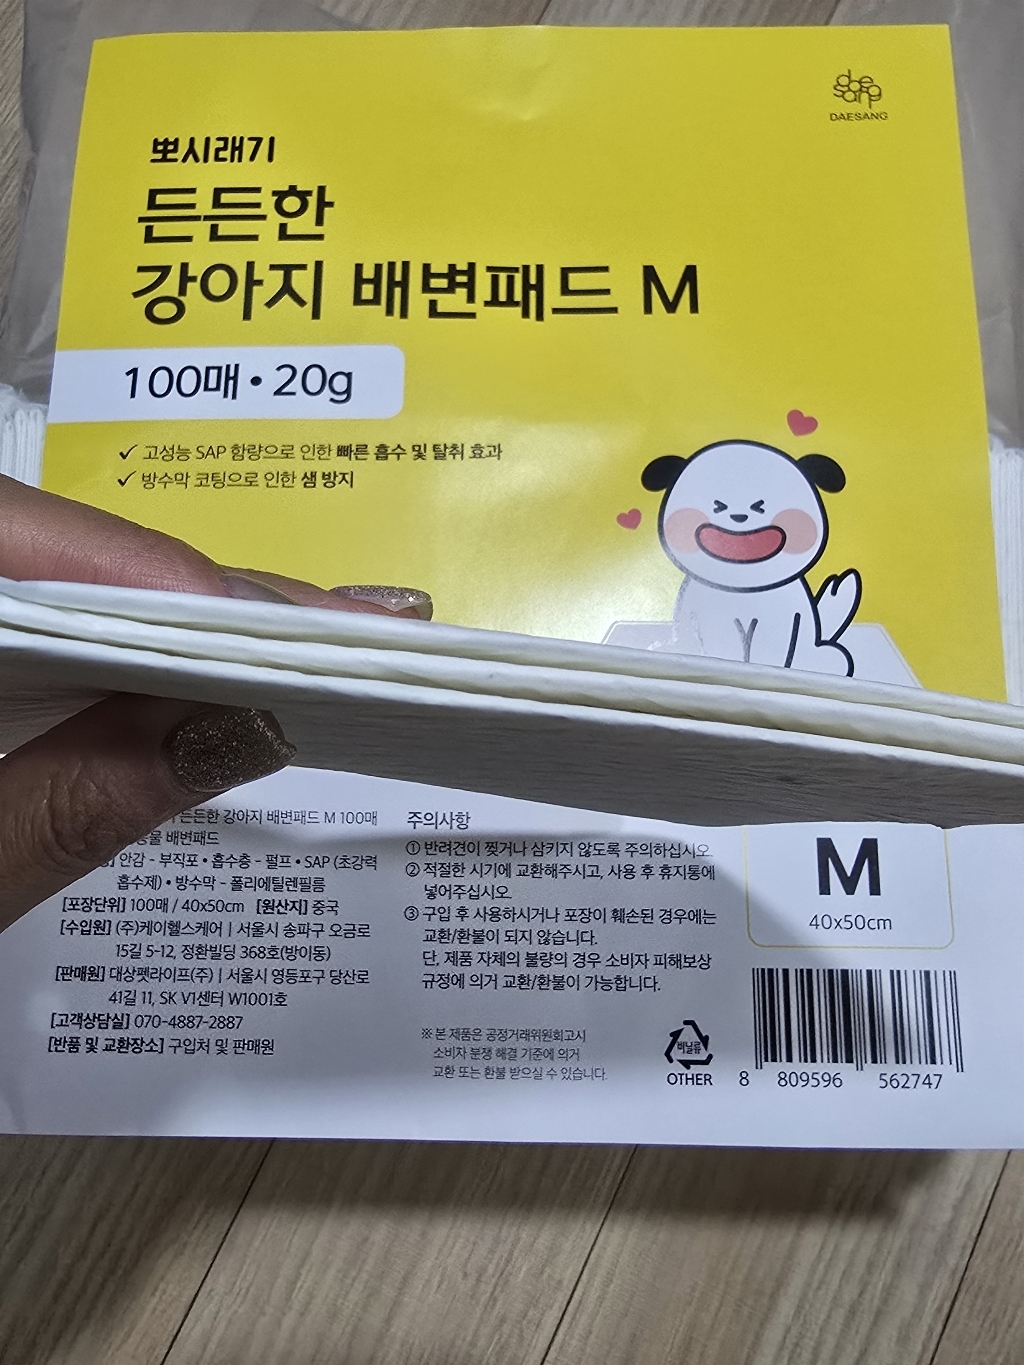 daesang
DAESANG
뽀시래기
든든한
강아지 배변패드 M
100매 • 20g
✓ 고성능 SAP 함량으로 인한 빠른 흡수 및 탈취 효과
✓ 방수막 코팅으로 인한 샘 방지
든든한 강아지 배변패드 M 100매
배변패드
안감 - 부직포 • 흡수층 - 펄프 • SAP (초강력
흡수제) • 방수막 - 폴리에틸렌필름
[포장단위] 100매 / 40x50cm [원산지] 중국
[수입원] (주)케이헬스케어 | 서울시 송파구 오금로
15길 5-12, 정환빌딩 368호(방이동)
[판매원] 대상펫라이프(주) | 서울시 영등포구 당산로
41길 11, SK V1센터 W1001호
[고객상담실] 070-4887-2887
[반품 및 교환장소] 구입처 및 판매원
주의사항
① 반려견이 찢거나 삼키지 않도록 주의하십시오.
② 적절한 시기에 교환해주시고, 사용 후 휴지통에
넣어주십시오.
③ 구입 후 사용하시거나 포장이 훼손된 경우에는
교환/환불이 되지 않습니다.
단, 제품 자체의 불량의 경우 소비자 피해보상
규정에 의거 교환/환불이 가능합니다.
※ 본 제품은 공정거래위원회고시
소비자 분쟁 해결 기준에 의거
교환 또는 환불 받으실 수 있습니다.
비닐류
OTHER
M
40x50cm
8 809596 562747